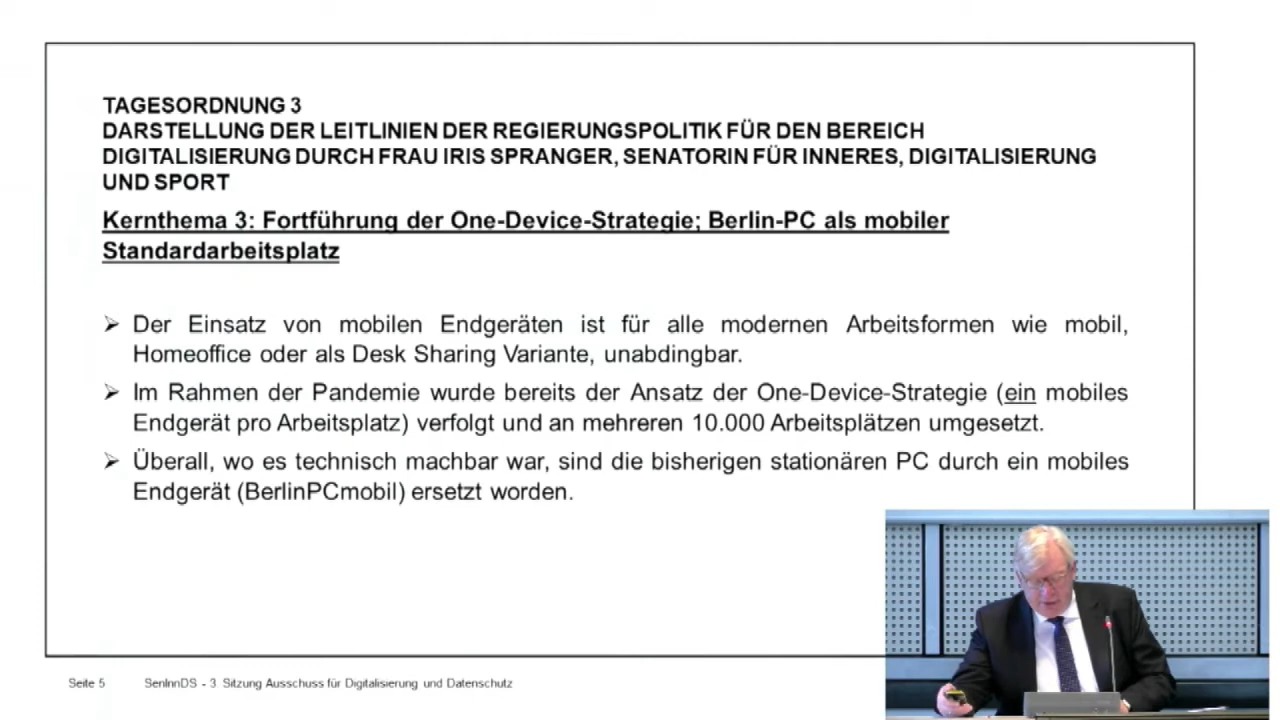 TAGESORDNUNG 3
DARSTELLUNG DER LEITLINIEN DER REGIERUNGSPOLITIK FÜR DEN BEREICH
DIGITALISIERUNG DURCH FRAU IRIS SPRANGER, SENATORIN FÜR INNERES, DIGITALISIERUNG
UND SPORT
Kernthema 3: Fortführung der One-Device-Strategie; Berlin-PC als mobiler
Standardarbeitsplatz
➢ Der Einsatz von mobilen Endgeräten ist für alle modernen Arbeitsformen wie mobil,
Homeoffice oder als Desk Sharing Variante, unabdingbar.
➢ Im Rahmen der Pandemie wurde bereits der Ansatz der One-Device-Strategie (ein mobiles
Endgerät pro Arbeitsplatz) verfolgt und an mehreren 10.000 Arbeitsplätzen umgesetzt.
➢ Überall, wo es technisch machbar war, sind die bisherigen stationären PC durch ein mobiles
Endgerät (BerlinPCmobil) ersetzt worden.
Seite 5 SenInnDS - 3. Sitzung Ausschuss für Digitalisierung und Datenschutz